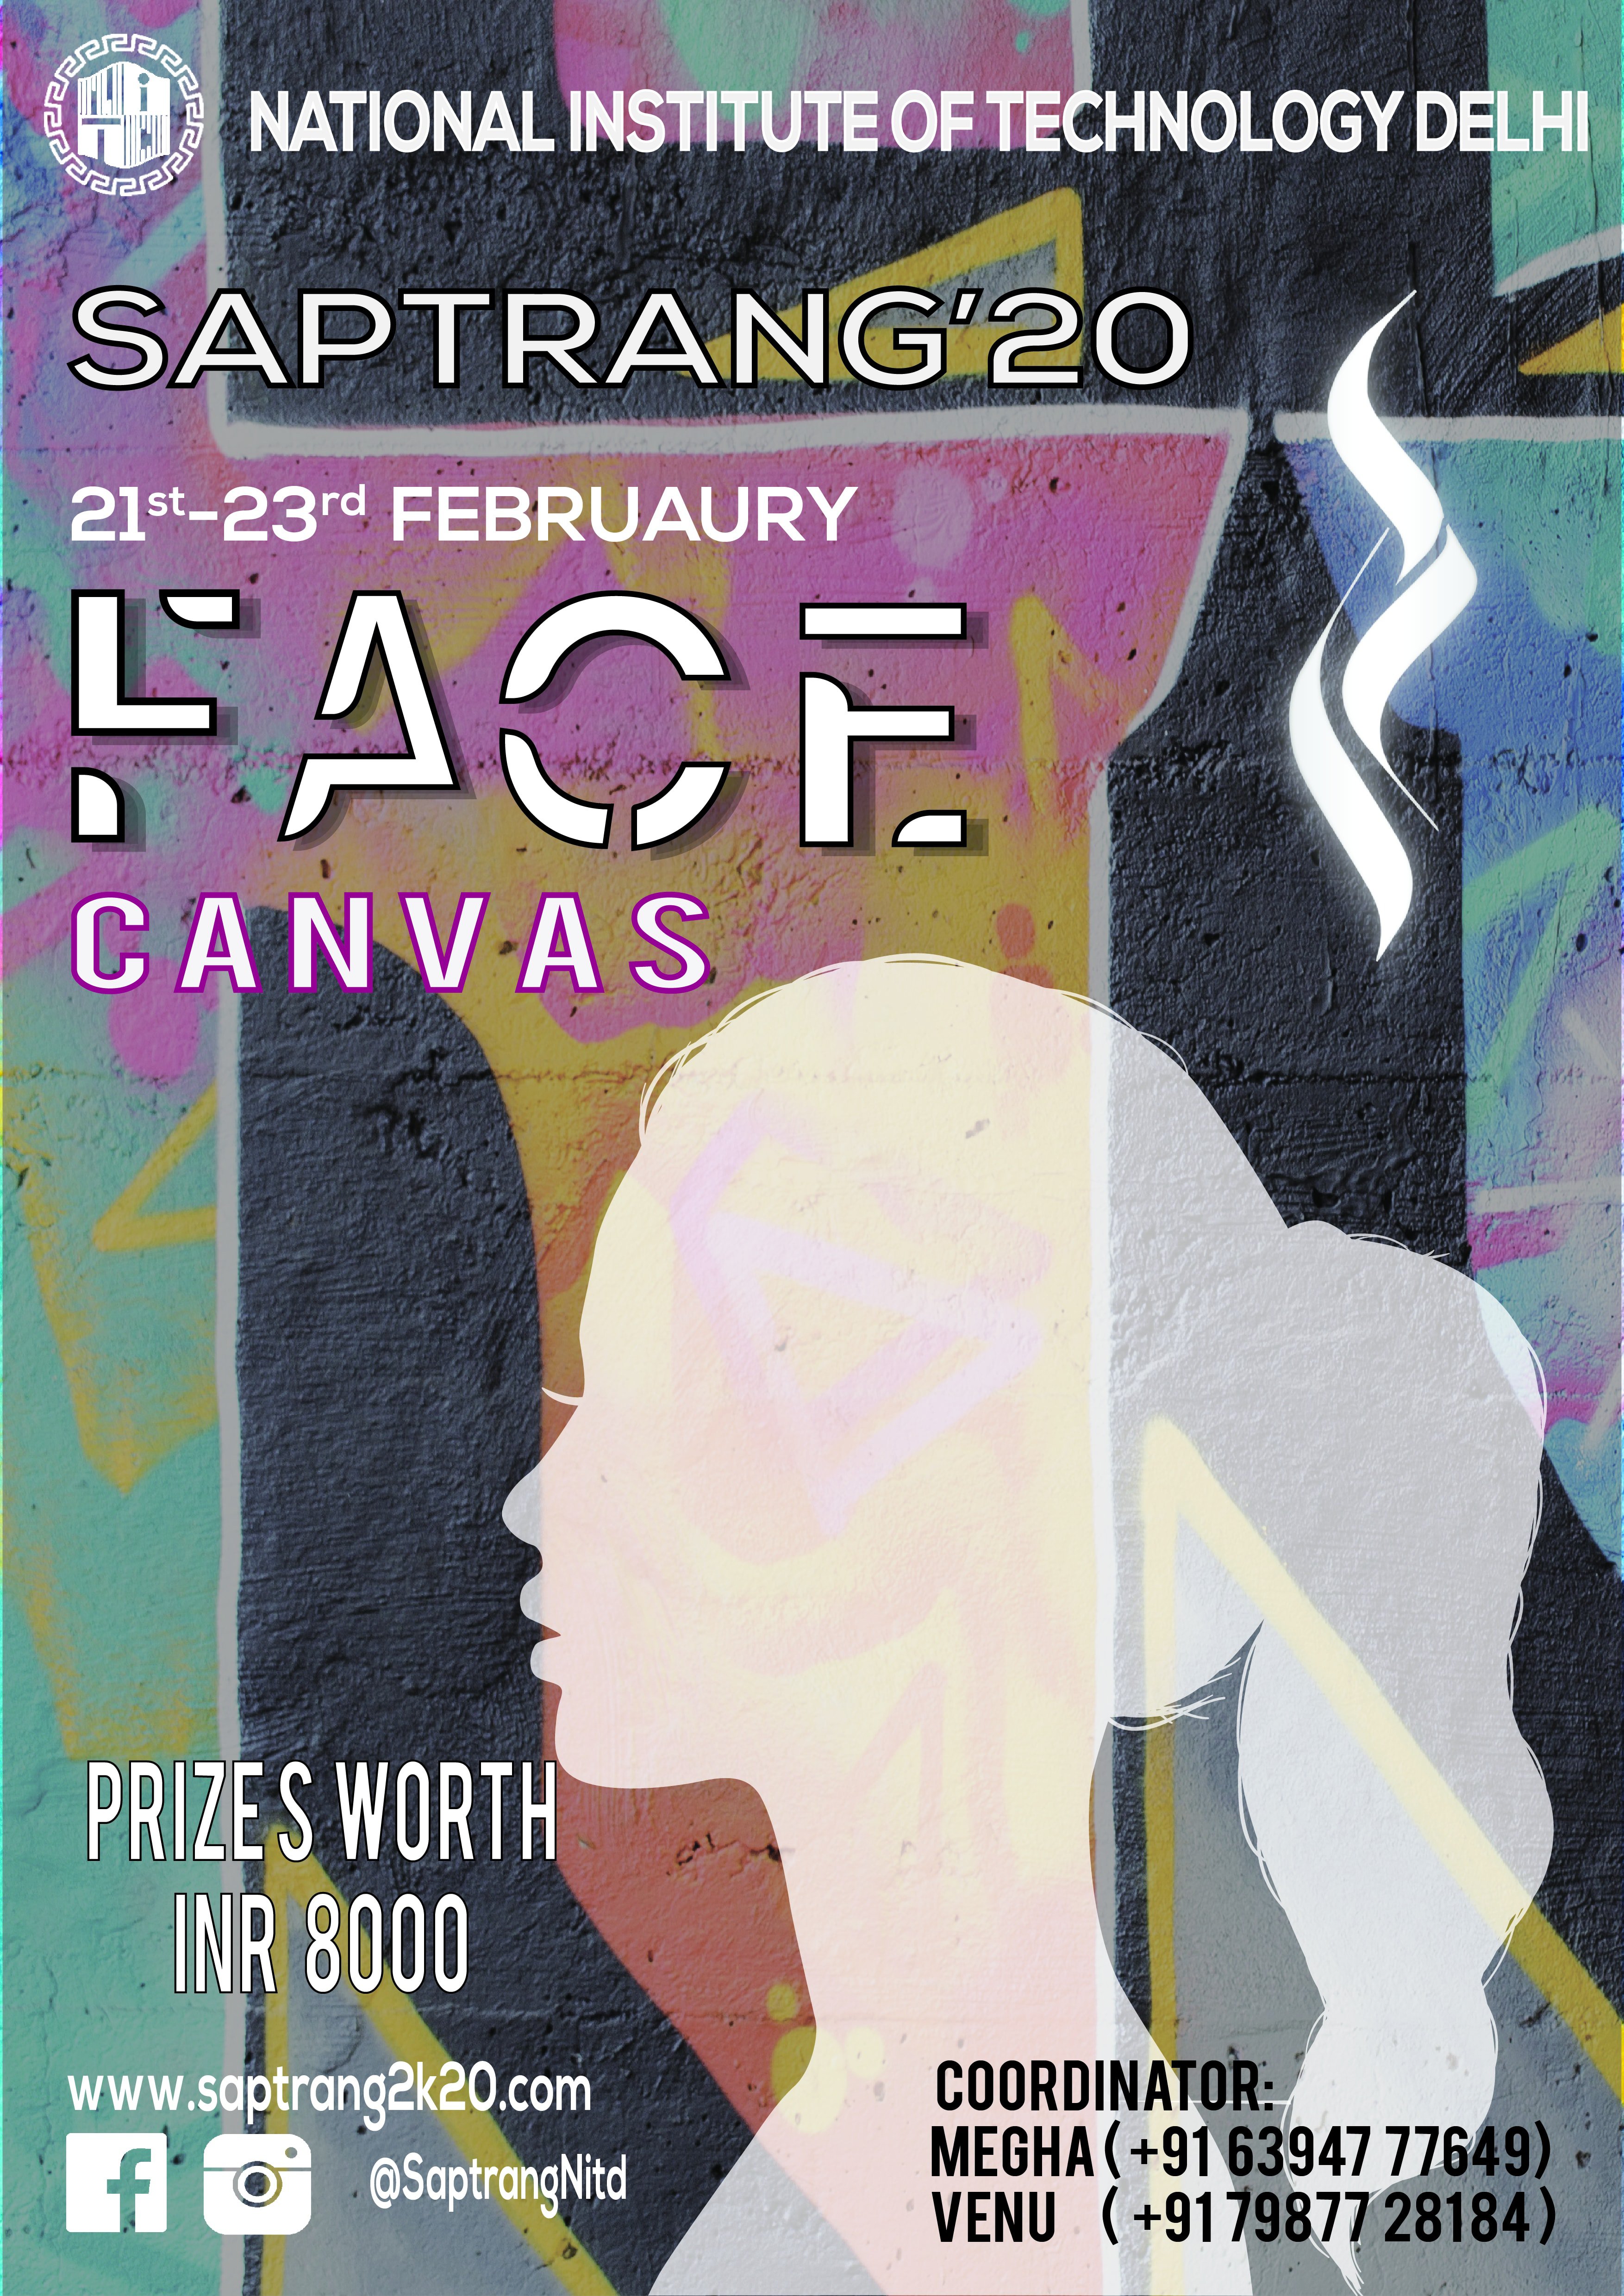 NATIONAL INSTITUTE OF TECHNOLOGY DELHI
SAPTRANG'20
21st-23rd FEBRUAURY
FACE
CANVAS
PRIZES WORTH
INR 8000
www.saptrang2k20.com
@SaptrangNitd
COORDINATOR:
MEGHA ( +91 63947 77649)
VENU ( +91 79877 28184 )